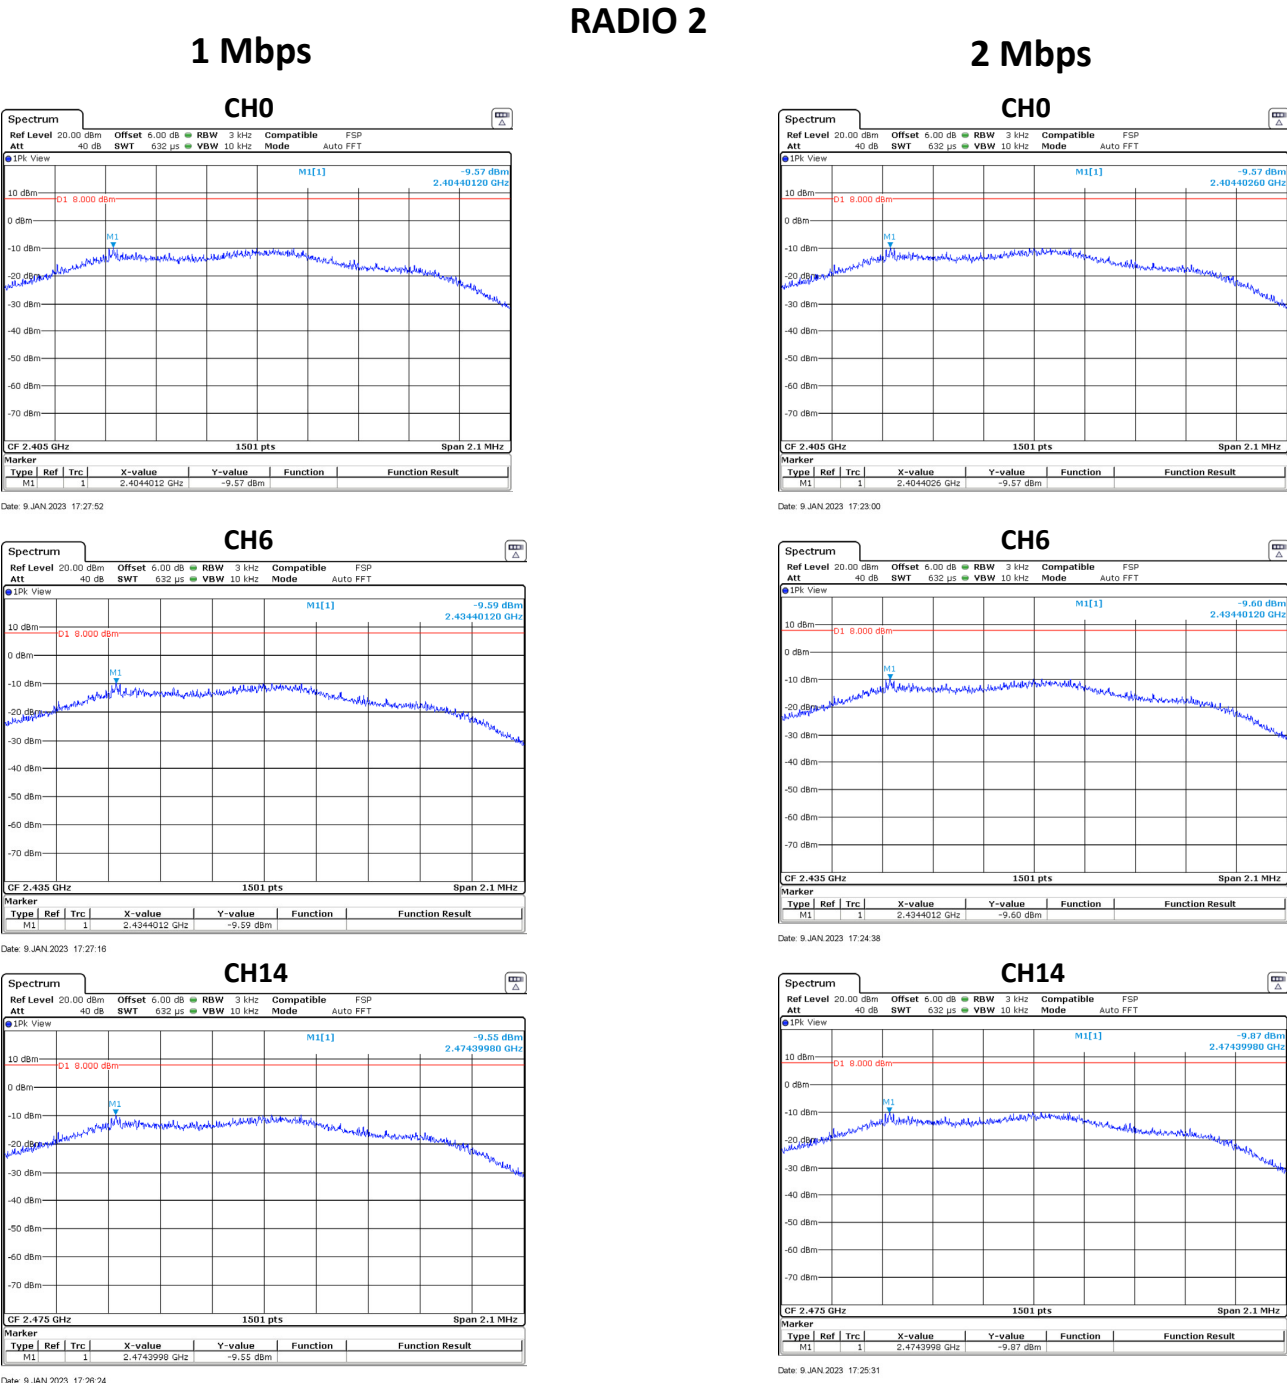 RADIO 2
1 Mbps
CH0
Spectrum
Ref Level 20.00 dBm Offset 6.00 dB RBW 3 kHz Compatible FSP
Att 40 dB SWT 632 µs VBW 10 kHz Mode Auto FFT
1Pk View
M1[1] -9.57 dBm
2.40440120 GHz
10 dBm
D1 8.000 dBm
0 dBm
M1
-10 dBm
-20 dBm
-30 dBm
-40 dBm
-50 dBm
-60 dBm
-70 dBm
CF 2.405 GHz 1501 pts Span 2.1 MHz
Marker
Type Ref Trc X-value Y-value Function Function Result
M1 1 2.4044012 GHz -9.57 dBm
Date: 9.JAN.2023 17:27:52
CH6
Spectrum
Ref Level 20.00 dBm Offset 6.00 dB RBW 3 kHz Compatible FSP
Att 40 dB SWT 632 µs VBW 10 kHz Mode Auto FFT
1Pk View
M1[1] -9.59 dBm
2.43440120 GHz
10 dBm
D1 8.000 dBm
0 dBm
M1
-10 dBm
-20 dBm
-30 dBm
-40 dBm
-50 dBm
-60 dBm
-70 dBm
CF 2.435 GHz 1501 pts Span 2.1 MHz
Marker
Type Ref Trc X-value Y-value Function Function Result
M1 1 2.4344012 GHz -9.59 dBm
Date: 9.JAN.2023 17:27:16
CH14
Spectrum
Ref Level 20.00 dBm Offset 6.00 dB RBW 3 kHz Compatible FSP
Att 40 dB SWT 632 µs VBW 10 kHz Mode Auto FFT
1Pk View
M1[1] -9.55 dBm
2.47439980 GHz
10 dBm
D1 8.000 dBm
0 dBm
M1
-10 dBm
-20 dBm
-30 dBm
-40 dBm
-50 dBm
-60 dBm
-70 dBm
CF 2.475 GHz 1501 pts Span 2.1 MHz
Marker
Type Ref Trc X-value Y-value Function Function Result
M1 1 2.4743998 GHz -9.55 dBm
Date: 9.JAN.2023 17:26:24
2 Mbps
CH0
Spectrum
Ref Level 20.00 dBm Offset 6.00 dB RBW 3 kHz Compatible FSP
Att 40 dB SWT 632 µs VBW 10 kHz Mode Auto FFT
1Pk View
M1[1] -9.57 dBm
2.40440260 GHz
10 dBm
D1 8.000 dBm
0 dBm
M1
-10 dBm
-20 dBm
-30 dBm
-40 dBm
-50 dBm
-60 dBm
-70 dBm
CF 2.405 GHz 1501 pts Span 2.1 MHz
Marker
Type Ref Trc X-value Y-value Function Function Result
M1 1 2.4044026 GHz -9.57 dBm
Date: 9.JAN.2023 17:23:00
CH6
Spectrum
Ref Level 20.00 dBm Offset 6.00 dB RBW 3 kHz Compatible FSP
Att 40 dB SWT 632 µs VBW 10 kHz Mode Auto FFT
1Pk View
M1[1] -9.60 dBm
2.43440120 GHz
10 dBm
D1 8.000 dBm
0 dBm
M1
-10 dBm
-20 dBm
-30 dBm
-40 dBm
-50 dBm
-60 dBm
-70 dBm
CF 2.435 GHz 1501 pts Span 2.1 MHz
Marker
Type Ref Trc X-value Y-value Function Function Result
M1 1 2.4344012 GHz -9.60 dBm
Date: 9.JAN.2023 17:24:38
CH14
Spectrum
Ref Level 20.00 dBm Offset 6.00 dB RBW 3 kHz Compatible FSP
Att 40 dB SWT 632 µs VBW 10 kHz Mode Auto FFT
1Pk View
M1[1] -9.87 dBm
2.47439980 GHz
10 dBm
D1 8.000 dBm
0 dBm
M1
-10 dBm
-20 dBm
-30 dBm
-40 dBm
-50 dBm
-60 dBm
-70 dBm
CF 2.475 GHz 1501 pts Span 2.1 MHz
Marker
Type Ref Trc X-value Y-value Function Function Result
M1 1 2.4743998 GHz -9.87 dBm
Date: 9.JAN.2023 17:25:31